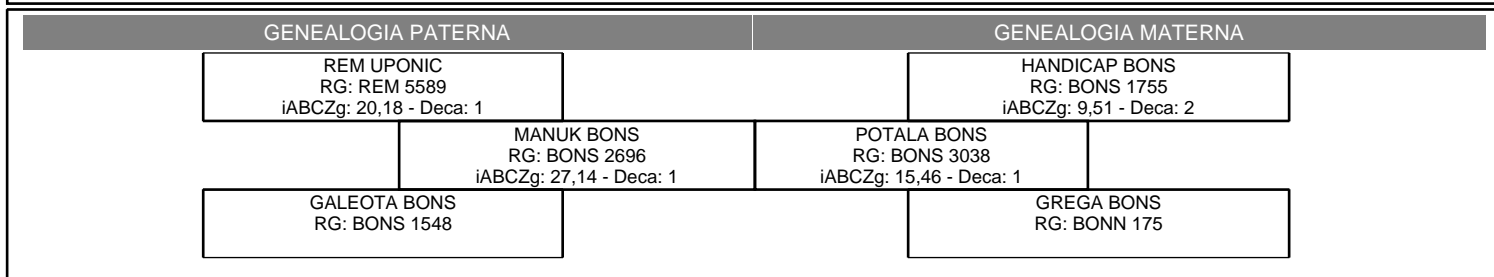 GENEALOGIA PATERNA
GENEALOGIA MATERNA
REM UPONIC
RG: REM 5589
iABCZg: 20,18 - Deca: 1
HANDICAP BONS
RG: BONS 1755
iABCZg: 9,51 - Deca: 2
MANUK BONS
RG: BONS 2696
iABCZg: 27,14 - Deca: 1
POTALA BONS
RG: BONS 3038
iABCZg: 15,46 - Deca: 1
GALEOTA BONS
RG: BONS 1548
GREGA BONS
RG: BONN 175